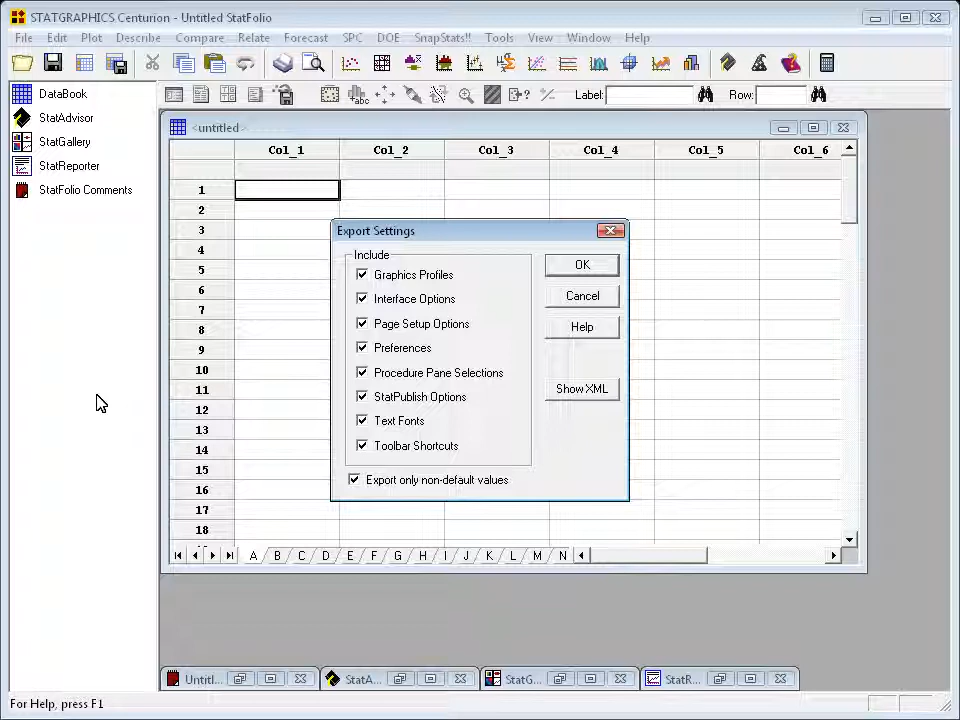 STATGRAPHICS Centurion - Untitled StatFolio
File Edit Plot Describe Compare Relate Forecast SPC DOE SnapStats!! Tools View Window Help
Label: Row:
DataBook
StatAdvisor
StatGallery
StatReporter
StatFolio Comments
<untitled>
Col_1 Col_2 Col_3 Col_4 Col_5 Col_6
1
2
3
4
5
6
7
8
9
10
11
12
13
14
15
16
17
18
Export Settings
Include
Graphics Profiles
Interface Options
Page Setup Options
Preferences
Procedure Pane Selections
StatPublish Options
Text Fonts
Toolbar Shortcuts
Export only non-default values
OK
Cancel
Help
Show XML
A B C D E F G H I J K L M N
Untitl... StatA... StatG... StatR...
For Help, press F1